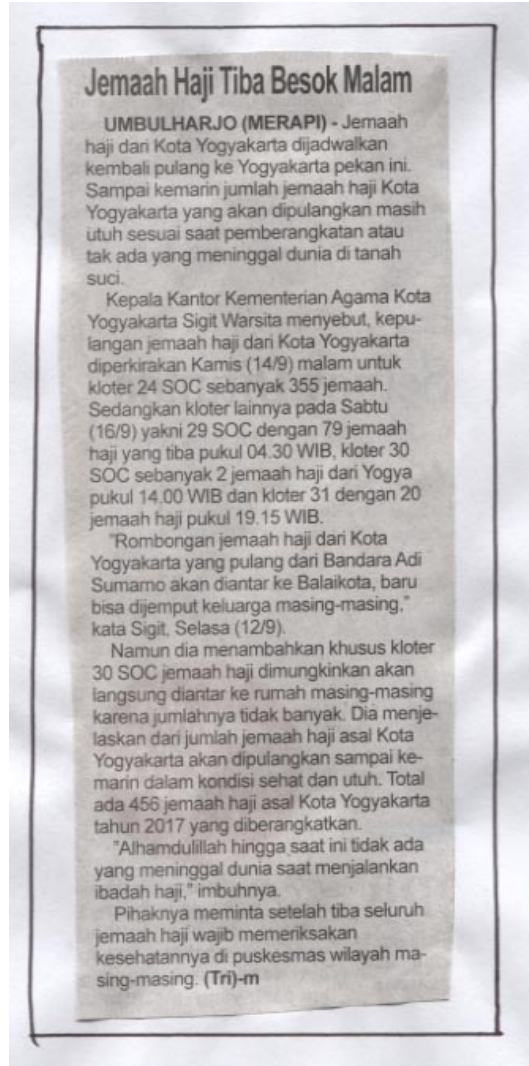 Jemaah Haji Tiba Besok Malam
UMBULHARJO (MERAPI) - Jemaah
haji dari Kota Yogyakarta dijadwalkan
kembali pulang ke Yogyakarta pekan ini.
Sampai kemarin jumlah jemaah haji Kota
Yogyakarta yang akan dipulangkan masih
utuh sesuai saat pemberangkatan atau
tak ada yang meninggal dunia di tanah
suci.
Kepala Kantor Kementerian Agama Kota
Yogyakarta Sigit Warsita menyebut, kepu-
langan jemaah haji dari Kota Yogyakarta
diperkirakan Kamis (14/9) malam untuk
kloter 24 SOC sebanyak 355 jemaah.
Sedangkan kloter lainnya pada Sabtu
(16/9) yakni 29 SOC dengan 79 jemaah
haji yang tiba pukul 04.30 WIB, kloter 30
SOC sebanyak 2 jemaah haji dari Yogya
pukul 14.00 WIB dan kloter 31 dengan 20
jemaah haji pukul 19.15 WIB.
"Rombongan jemaah haji dari Kota
Yogyakarta yang pulang dari Bandara Adi
Sumarno akan diantar ke Balaikota, baru
bisa dijemput keluarga masing-masing,"
kata Sigit, Selasa (12/9).
Namun dia menambahkan khusus kloter
30 SOC jemaah haji dimungkinkan akan
langsung diantar ke rumah masing-masing
karena jumlahnya tidak banyak. Dia menje-
laskan dari jumlah jemaah haji asal Kota
Yogyakarta akan dipulangkan sampai ke-
marin dalam kondisi sehat dan utuh. Total
ada 456 jemaah haji asal Kota Yogyakarta
tahun 2017 yang diberangkatkan.
"Alhamdulillah hingga saat ini tidak ada
yang meninggal dunia saat menjalankan
ibadah haji," imbuhnya.
Pihaknya meminta setelah tiba seluruh
jemaah haji wajib memeriksakan
kesehatannya di puskesmas wilayah ma-
sing-masing. (Tri)-m